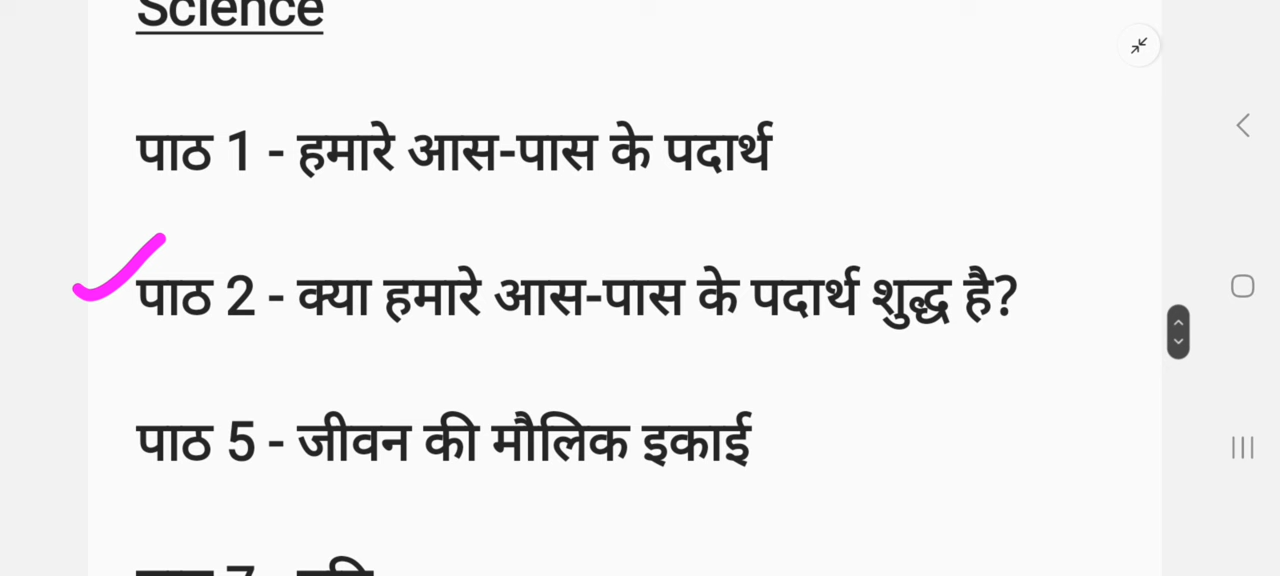 Science
पाठ 1 - हमारे आस-पास के पदार्थ
पाठ 2 - क्या हमारे आस-पास के पदार्थ शुद्ध है?
पाठ 5 - जीवन की मौलिक इकाई